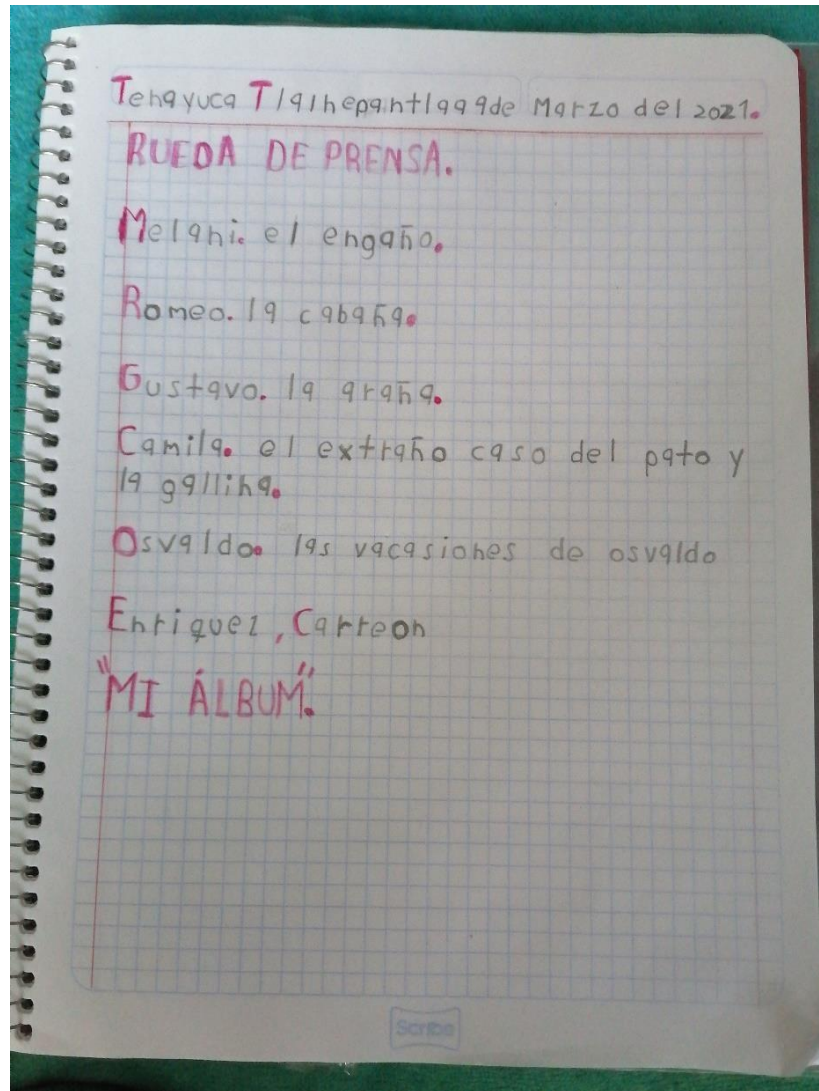 Tenayuca Tlalnepantla a 9 de Marzo del 2021.
RUEDA DE PRENSA.
Melani. el engaño.
Romeo. la cabaña.
Gustavo. la araña.
Camila. el extraño caso del pato y
la gallina.
Osvaldo. las vacasiones de osvaldo
Enriquez, Carreon
"MI ÁLBUM".
Scribe